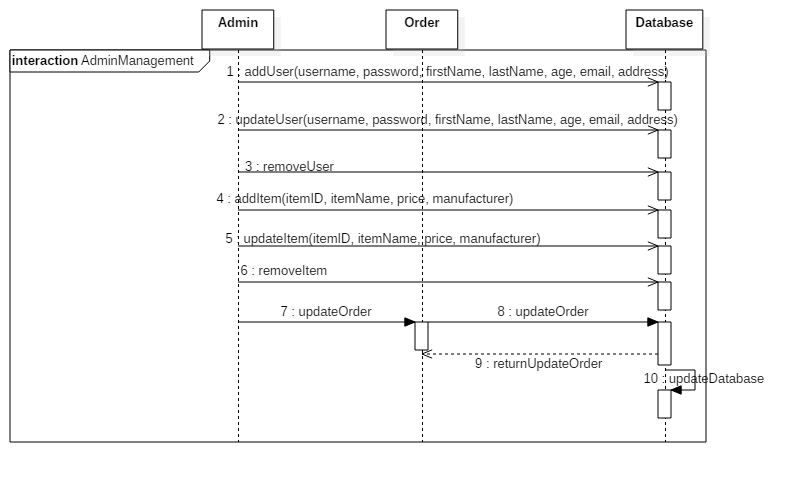 Admin
Order
Database
interaction AdminManagement
1 : addUser(username, password, firstName, lastName, age, email, address)
2 : updateUser(username, password, firstName, lastName, age, email, address)
3 : removeUser
4 : addItem(itemID, itemName, price, manufacturer)
5 : updateItem(itemID, itemName, price, manufacturer)
6 : removeItem
7 : updateOrder
8 : updateOrder
9 : returnUpdateOrder
10 : updateDatabase